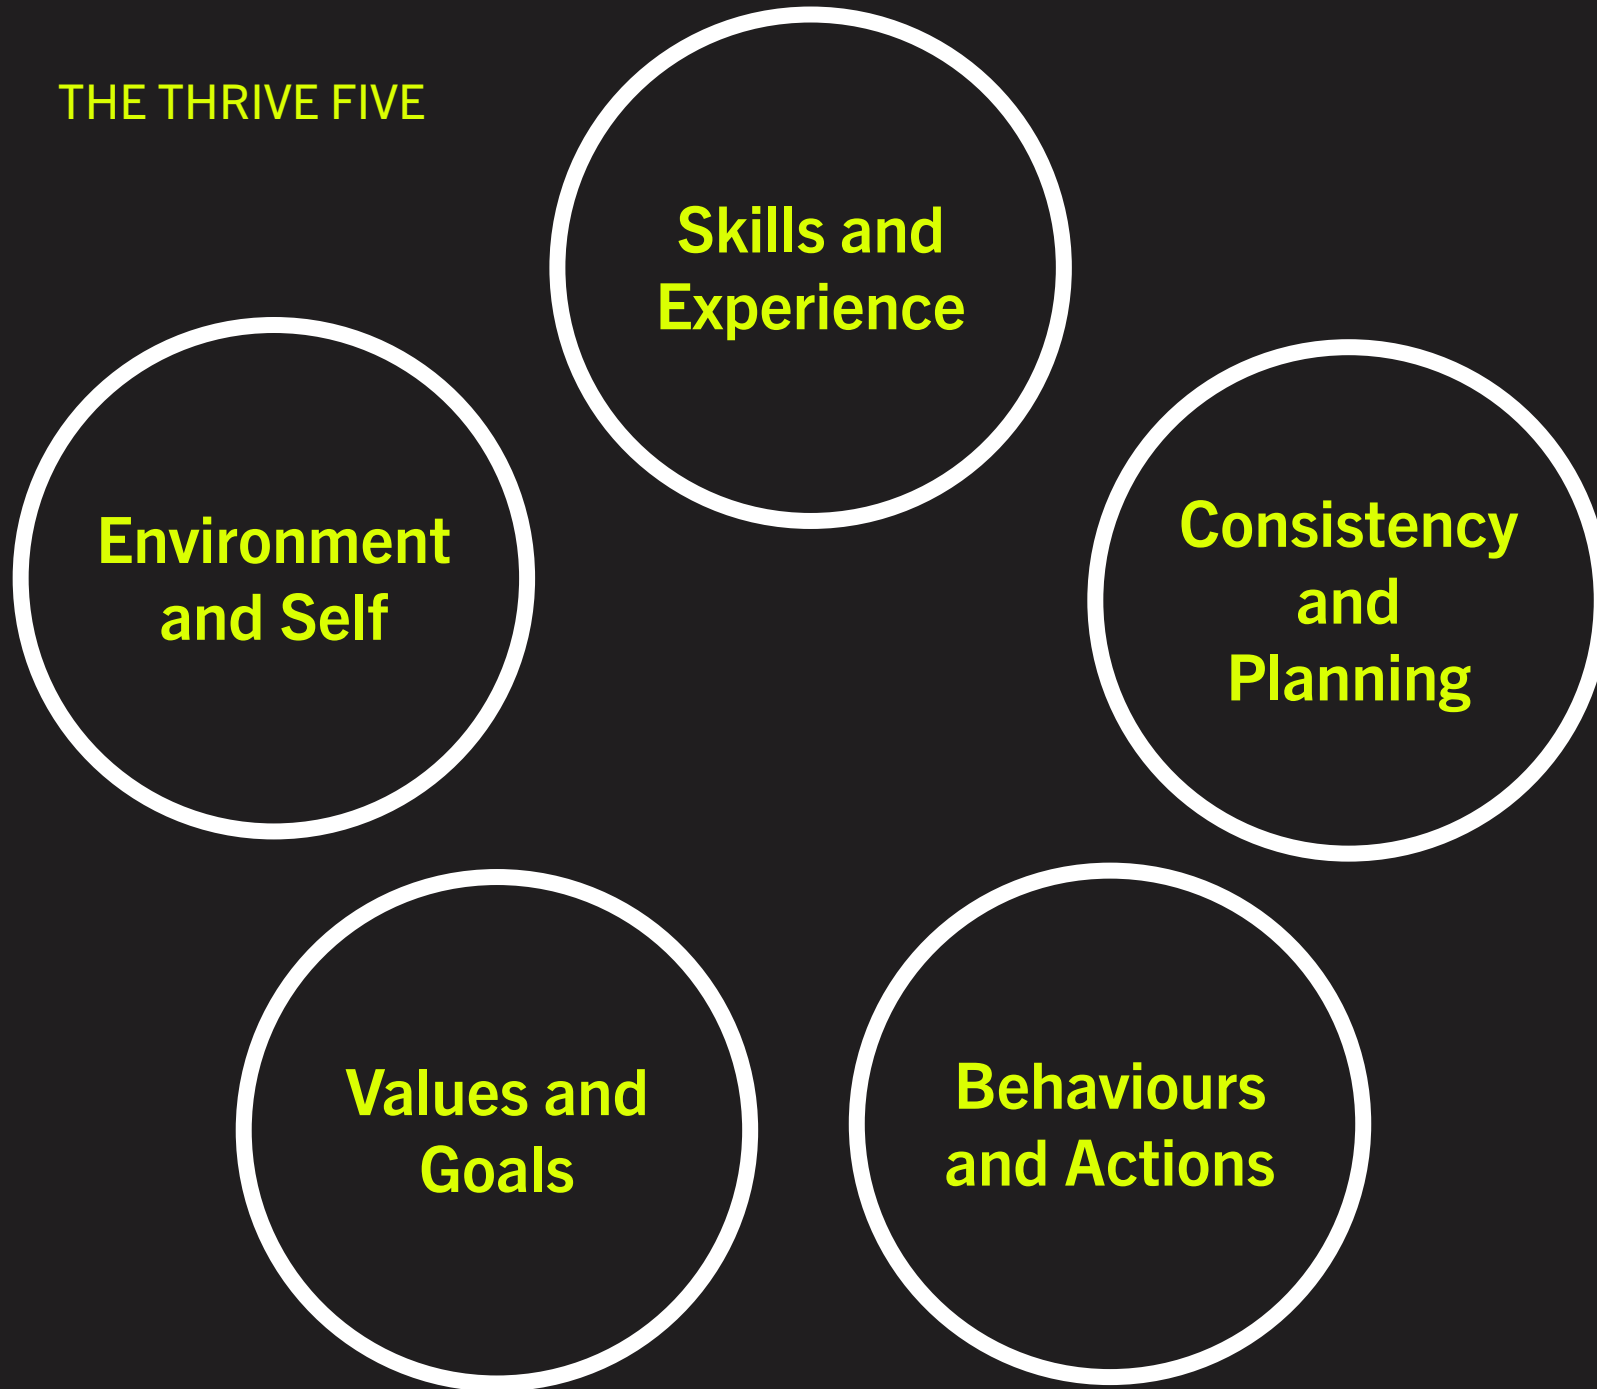 THE THRIVE FIVE
Skills and
Experience
Environment
and Self
Consistency
and
Planning
Values and
Goals
Behaviours
and Actions